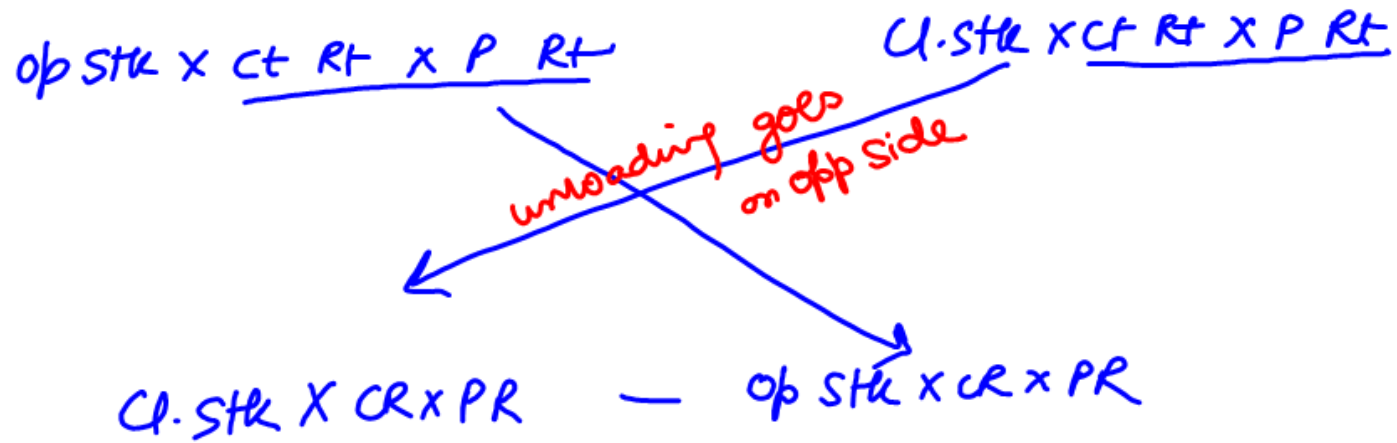 Op Stk x Ct Rt x P Rt
Cl. Stk x Ct Rt x P Rt
unloading goes
on opp side
Cl. Stk x CR x PR — Op Stk x CR x PR